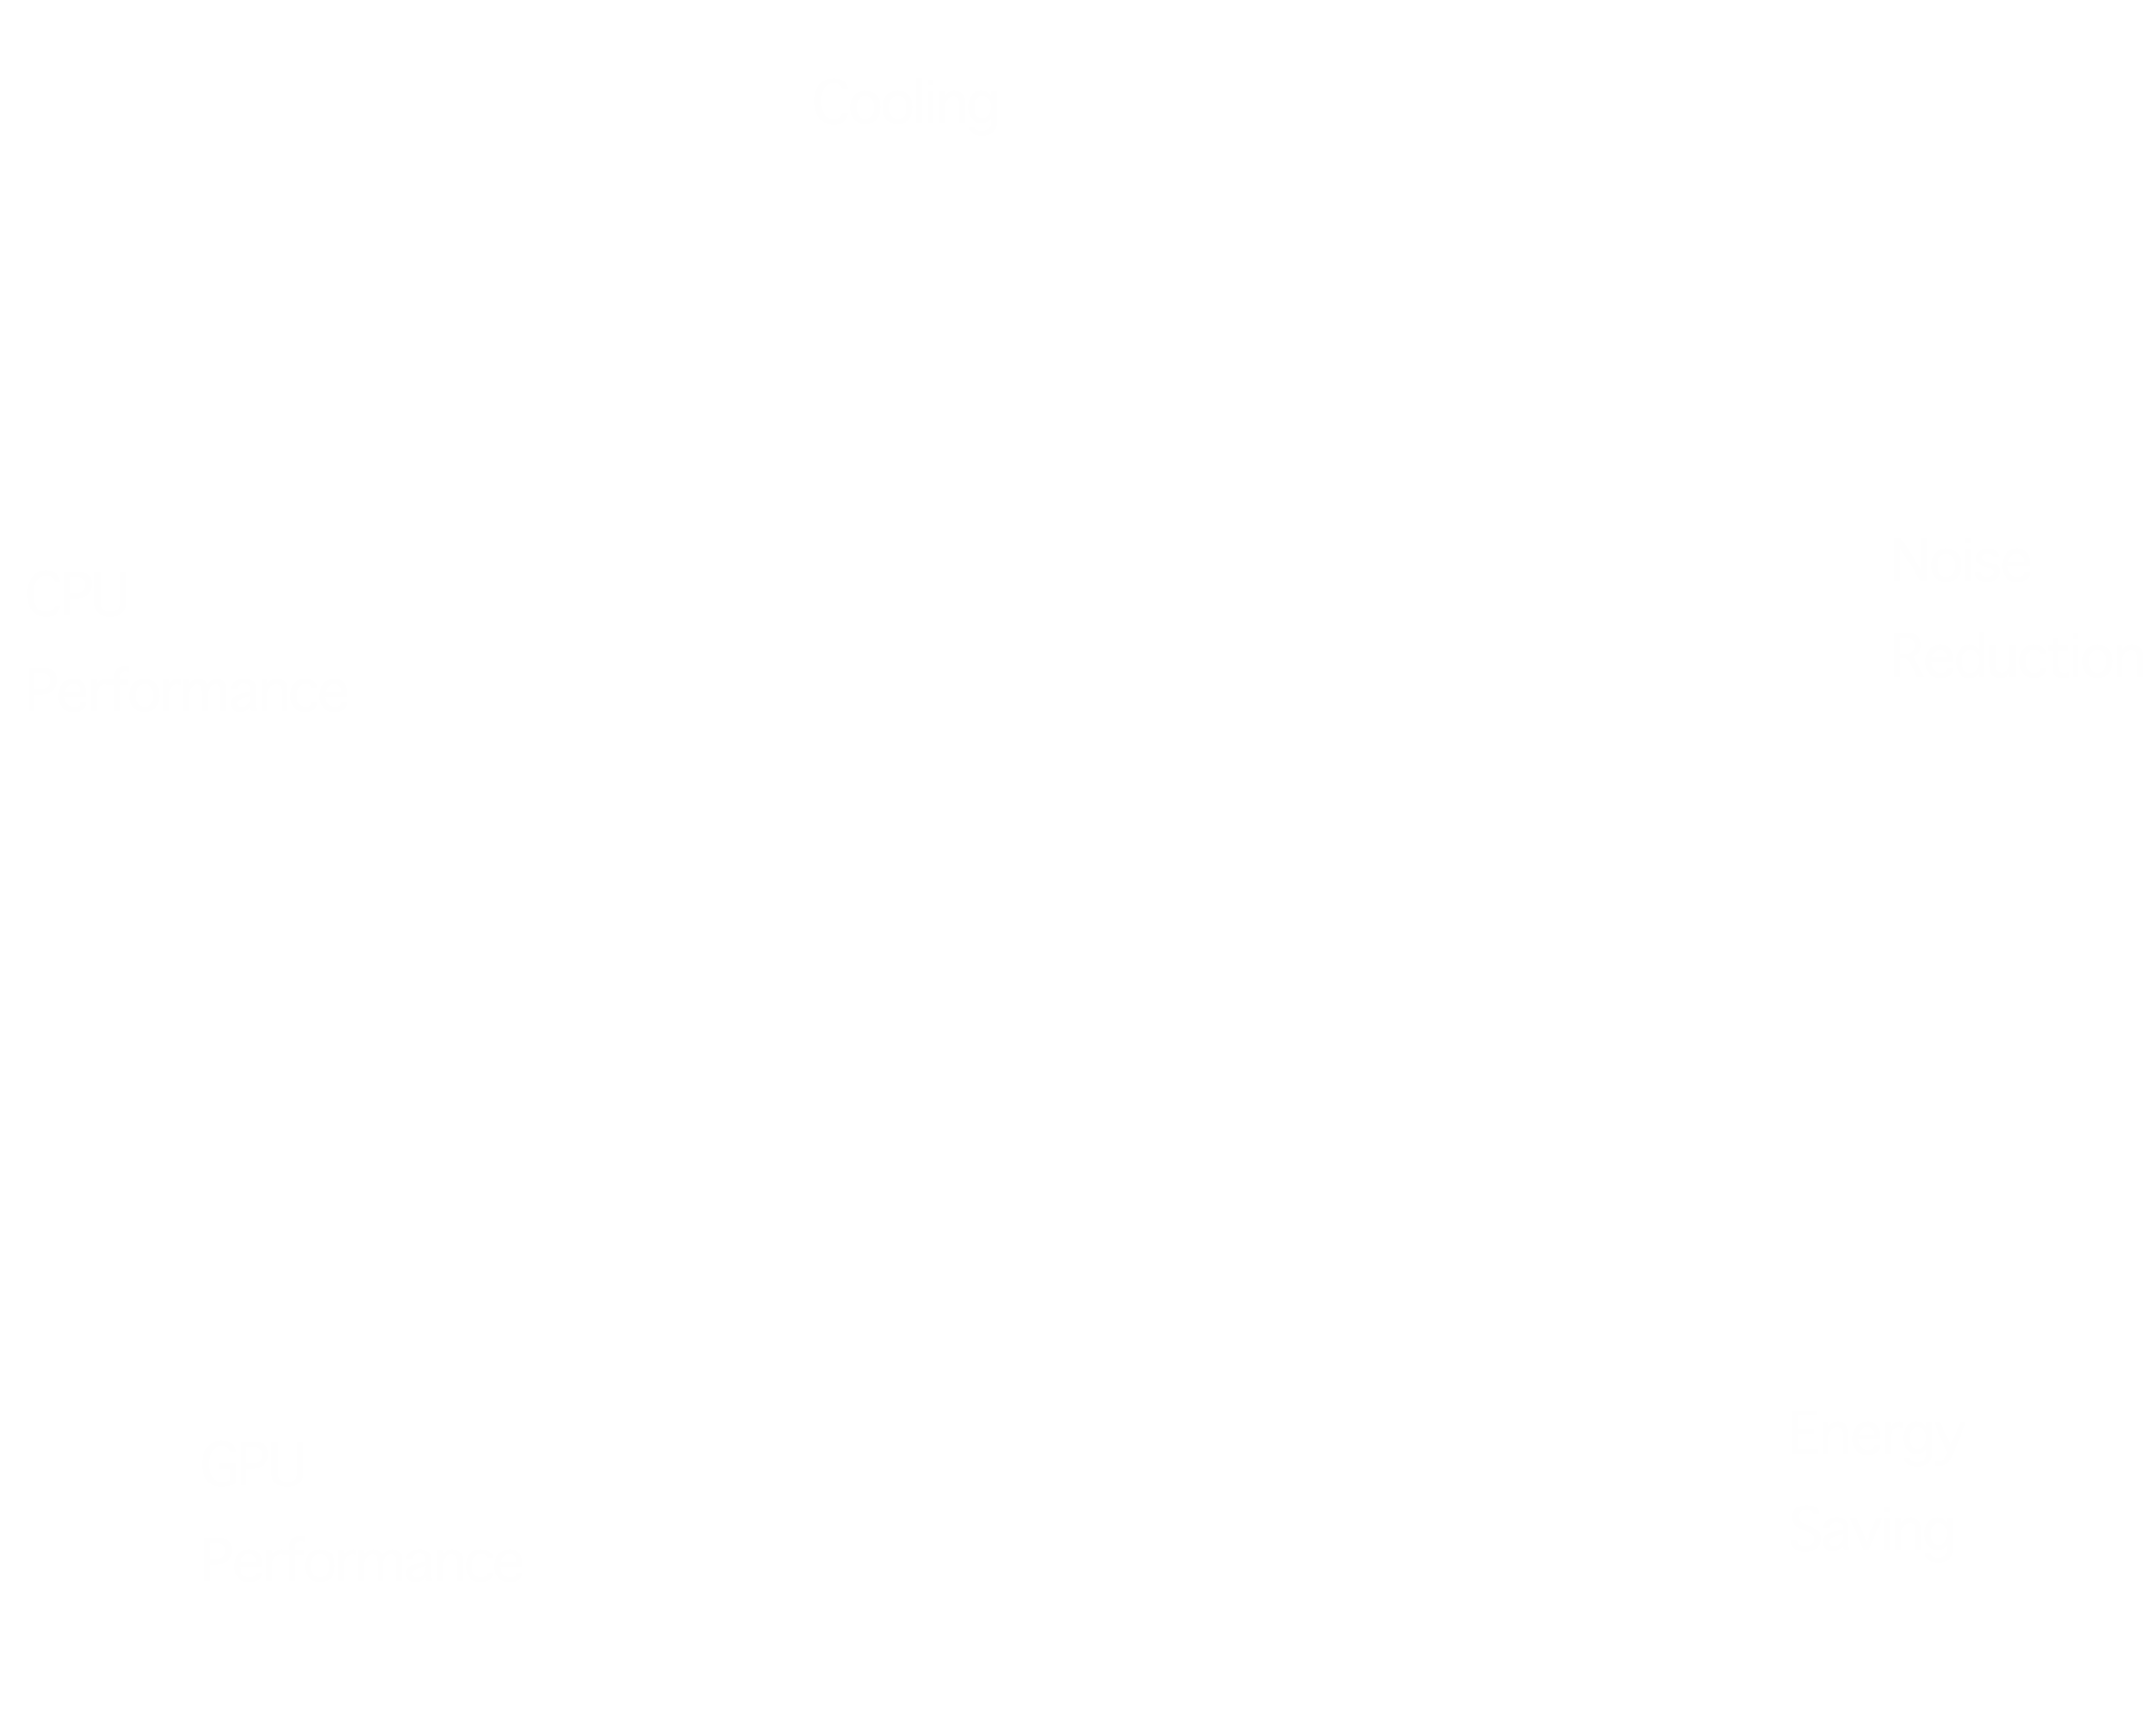 Cooling
Noise
Reduction
CPU
Performance
Energy
Saving
GPU
Performance